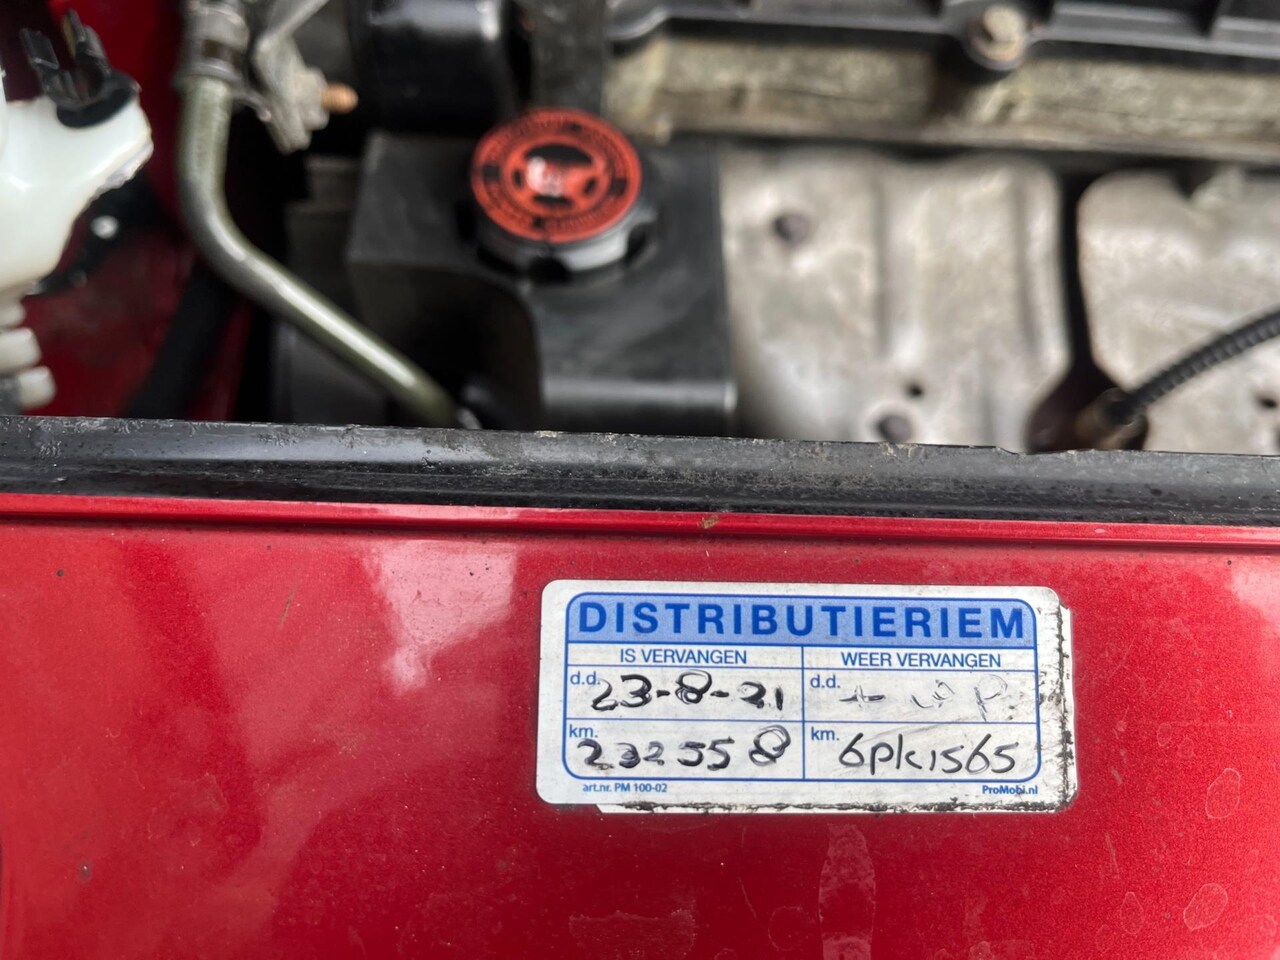 DISTRIBUTIERIEM
IS VERVANGEN WEER VERVANGEN
d.d. 23-8-21 d.d. + WP
km. 232558 km. 6pk1565
art.nr. PM 100-02 ProMobi.nl